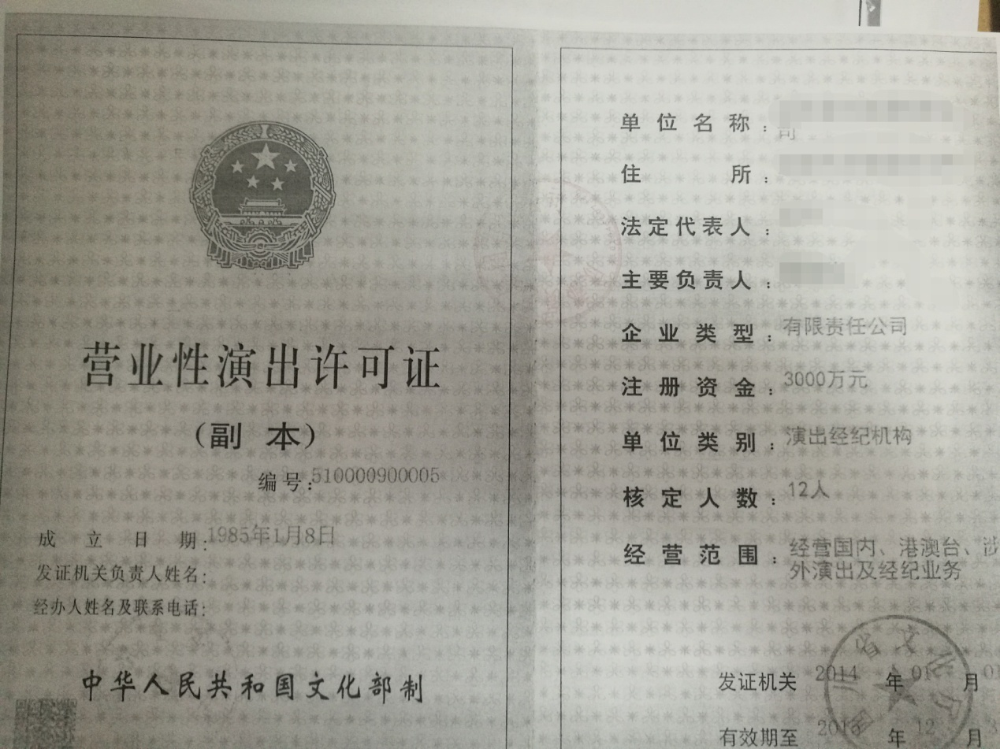 营业性演出许可证
(副 本)
编号:510000900005
成立日期:1985年1月8日
发证机关负责人姓名:
经办人姓名及联系电话:
中华人民共和国文化部制
单位名称:
司
住所:
法定代表人:
主要负责人:
企业类型:有限责任公司
注册资金:3000万元
单位类别:演出经纪机构
核定人数:12人
经营范围:经营国内、港澳台、涉
外演出及经纪业务
发证机关 2014 年 01 月
有效期至 年 12 月